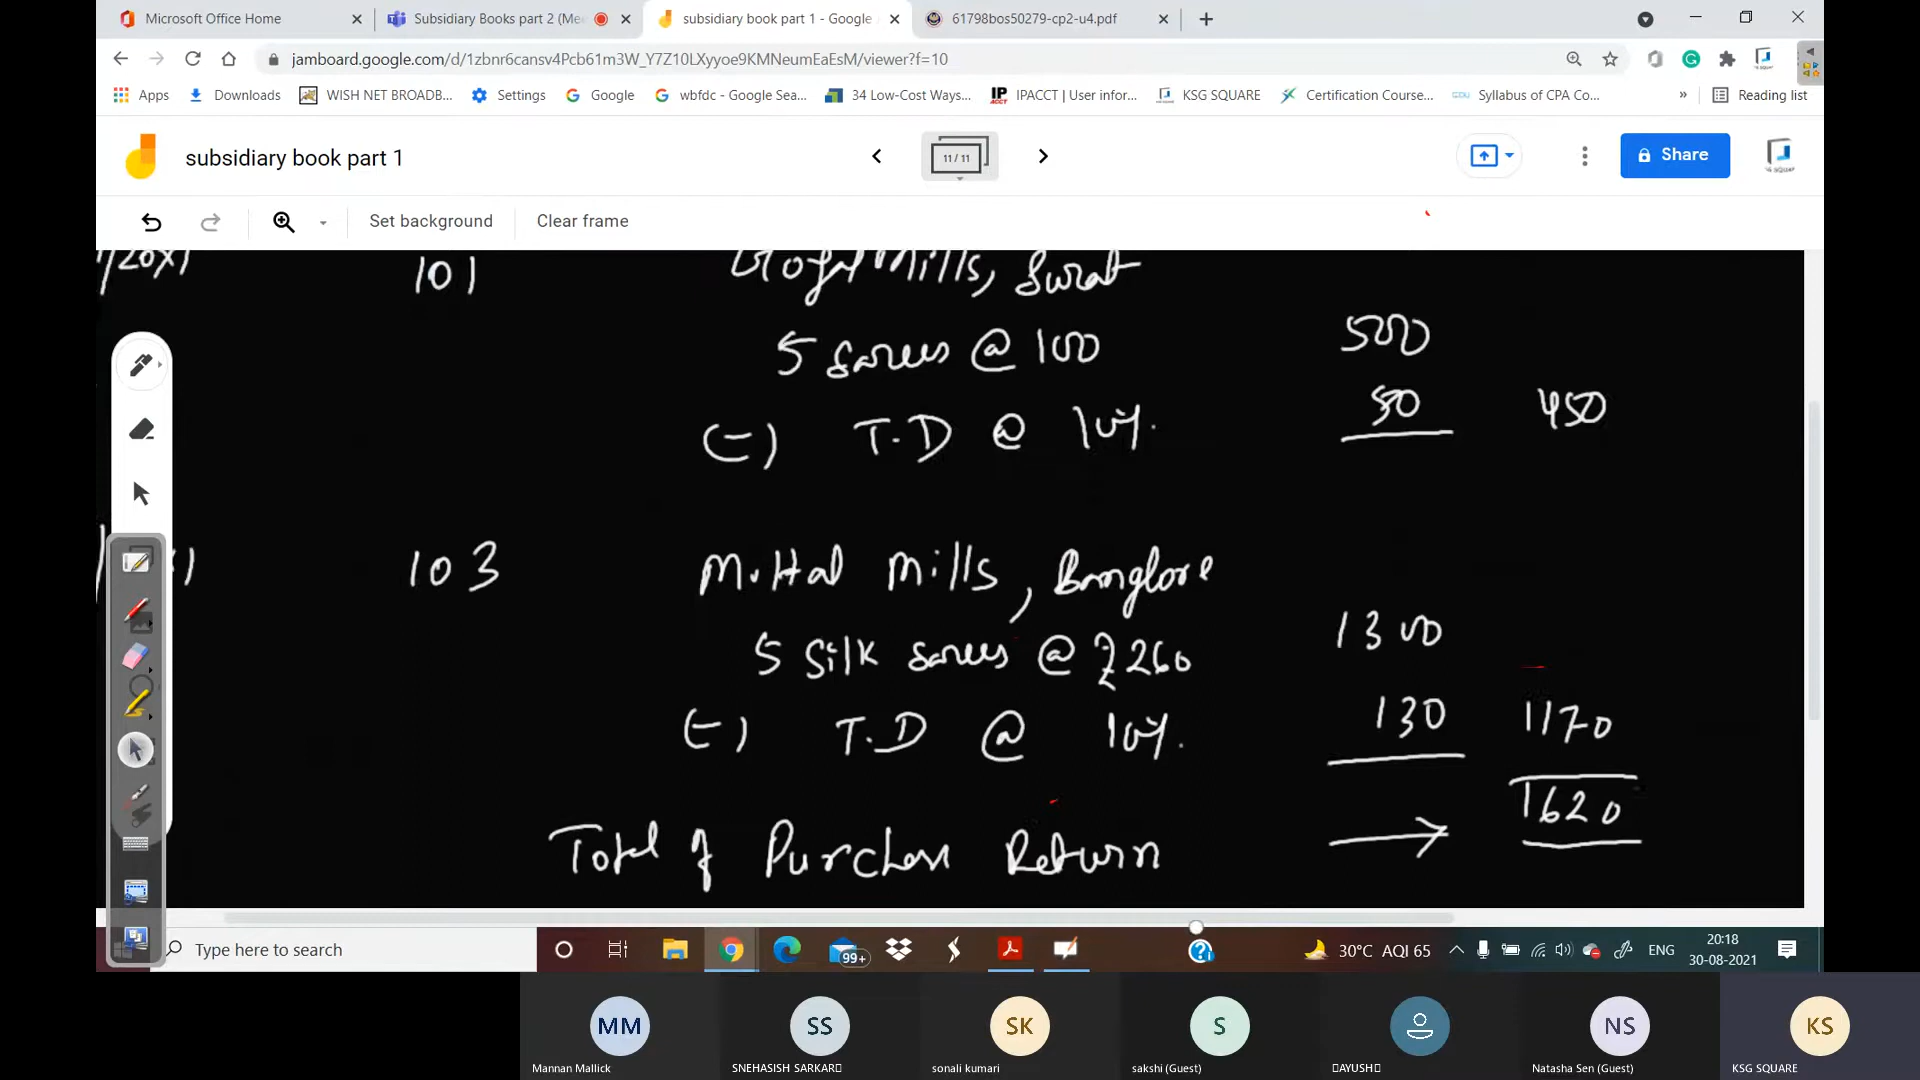 Microsoft Office Home
Subsidiary Books part 2 (Me
subsidiary book part 1 - Google
61798bos50279-cp2-u4.pdf
jamboard.google.com/d/1zbnr6cansv4Pcb61m3W_Y7Z10LXyyoe9KMNeumEaEsM/viewer?f=10
Apps
Downloads
WISH NET BROADB...
Settings
Google
wbfdc - Google Sea...
34 Low-Cost Ways...
IPACCT | User infor...
KSG SQUARE
Certification Course...
Syllabus of CPA Co...
»
Reading list
subsidiary book part 1
11 / 11
Share
Set background
Clear frame
/20X1 101 Mills, Surat
5 Sarees @ 100 500
(-) T.D @ 10%. 50 450
103 Mittal Mills, Banglore
5 Silk sarees @ ₹260 1300
(-) T.D @ 10%. 130 1170
Total of Purchase Return → 1620
Type here to search
99+
30°C AQI 65
ENG
20:18
30-08-2021
MM
SS
SK
S
NS
KS
Mannan Mallick
SNEHASISH SARKAR
sonali kumari
sakshi (Guest)
AYUSH
Natasha Sen (Guest)
KSG SQUARE